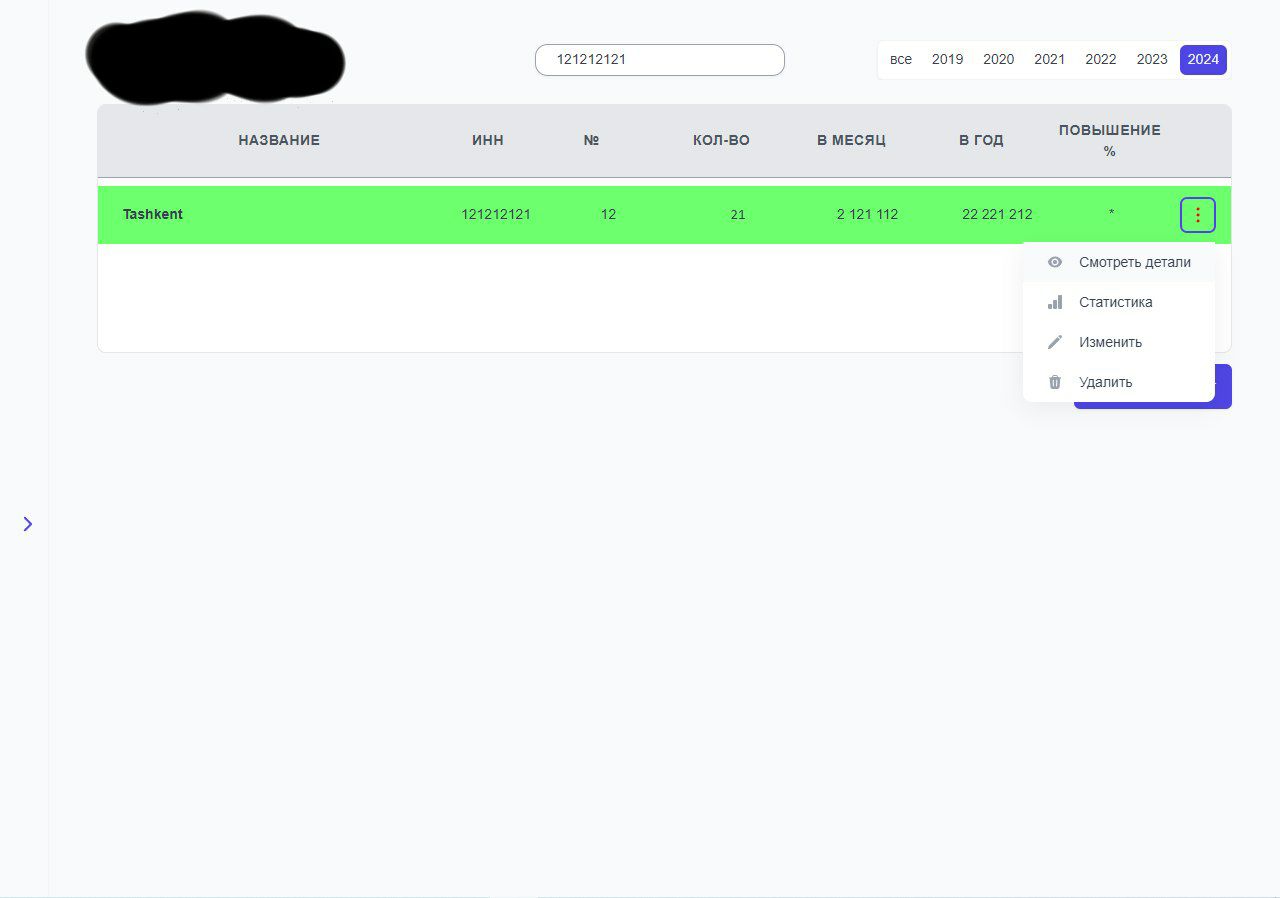 121212121
все 2019 2020 2021 2022 2023 2024
НАЗВАНИЕ ИНН № КОЛ-ВО В МЕСЯЦ В ГОД ПОВЫШЕНИЕ
%
Tashkent 121212121 12 21 2 121 112 22 221 212 *
Смотреть детали
Статистика
Изменить
Удалить